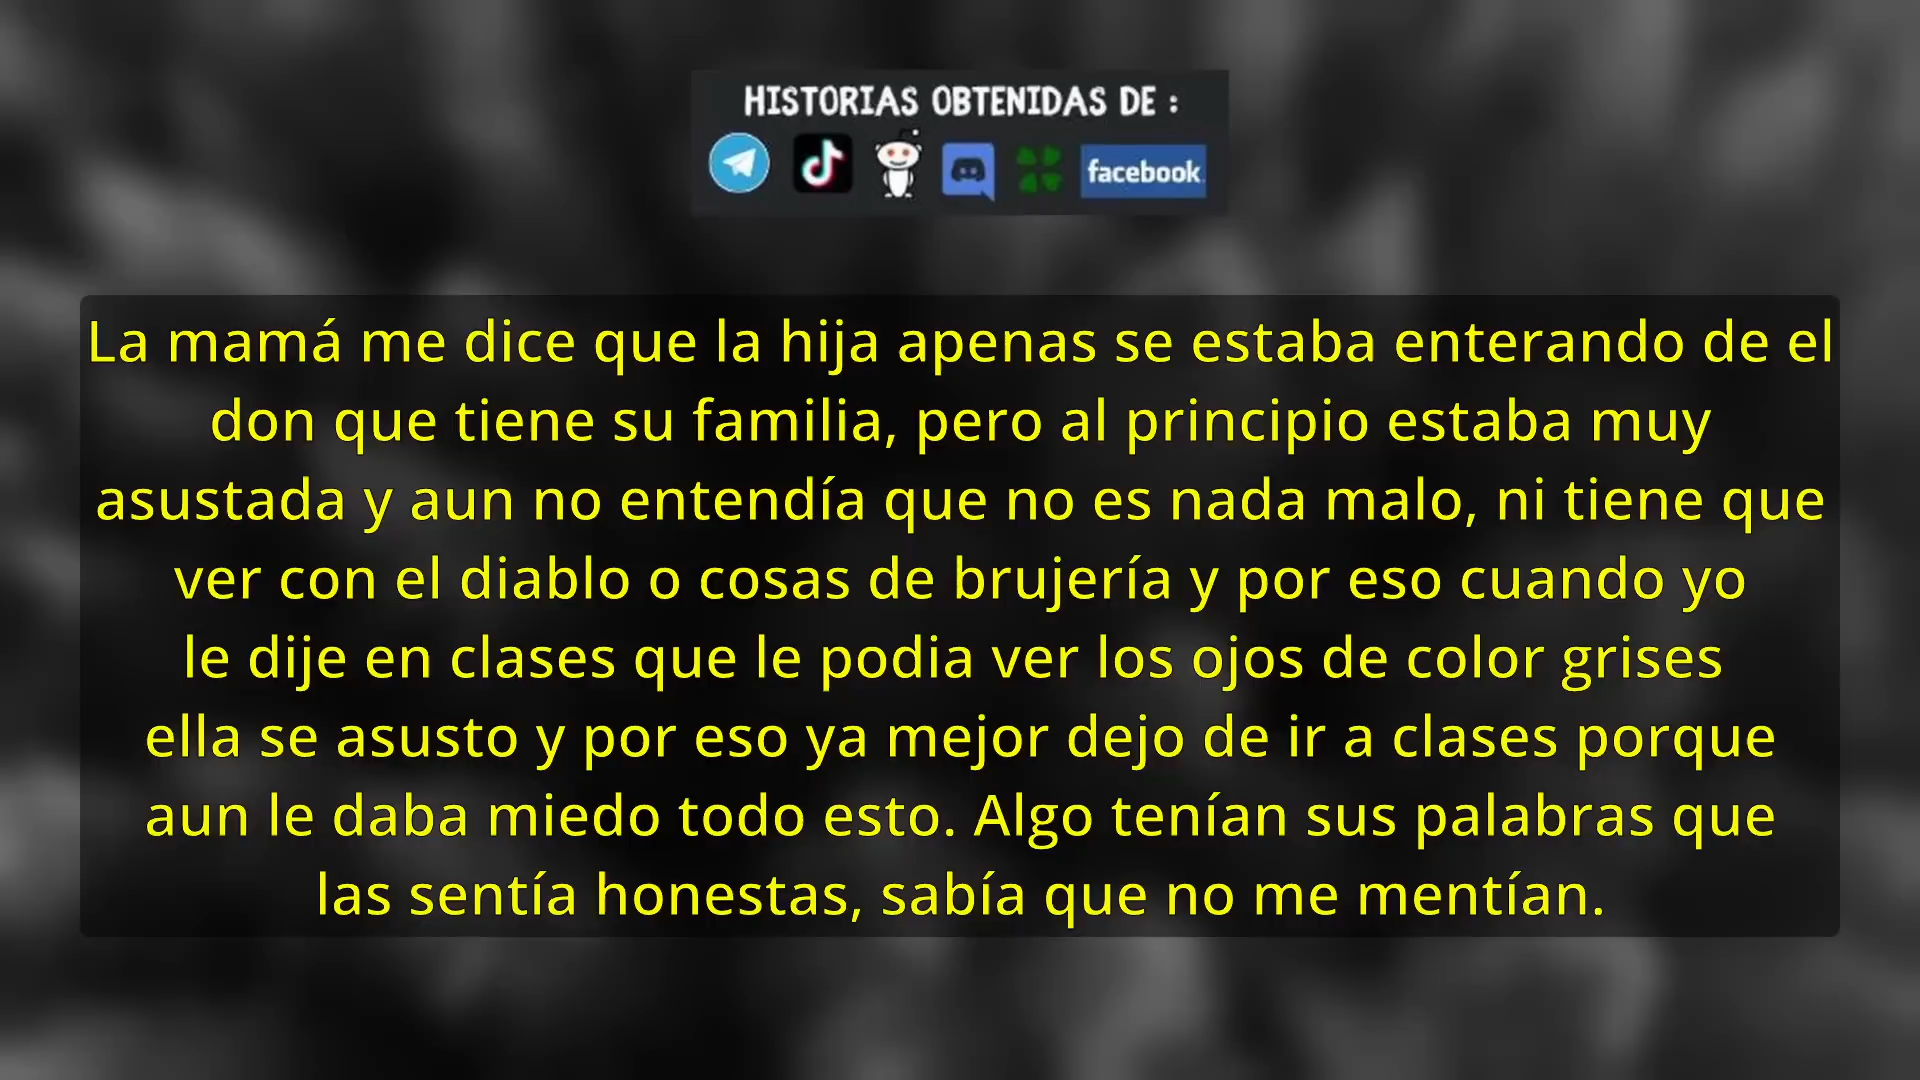 HISTORIAS OBTENIDAS DE :
facebook.
La mamá me dice que la hija apenas se estaba enterando de el
don que tiene su familia, pero al principio estaba muy
asustada y aun no entendía que no es nada malo, ni tiene que
ver con el diablo o cosas de brujería y por eso cuando yo
le dije en clases que le podia ver los ojos de color grises
ella se asusto y por eso ya mejor dejo de ir a clases porque
aun le daba miedo todo esto. Algo tenían sus palabras que
las sentía honestas, sabía que no me mentían.